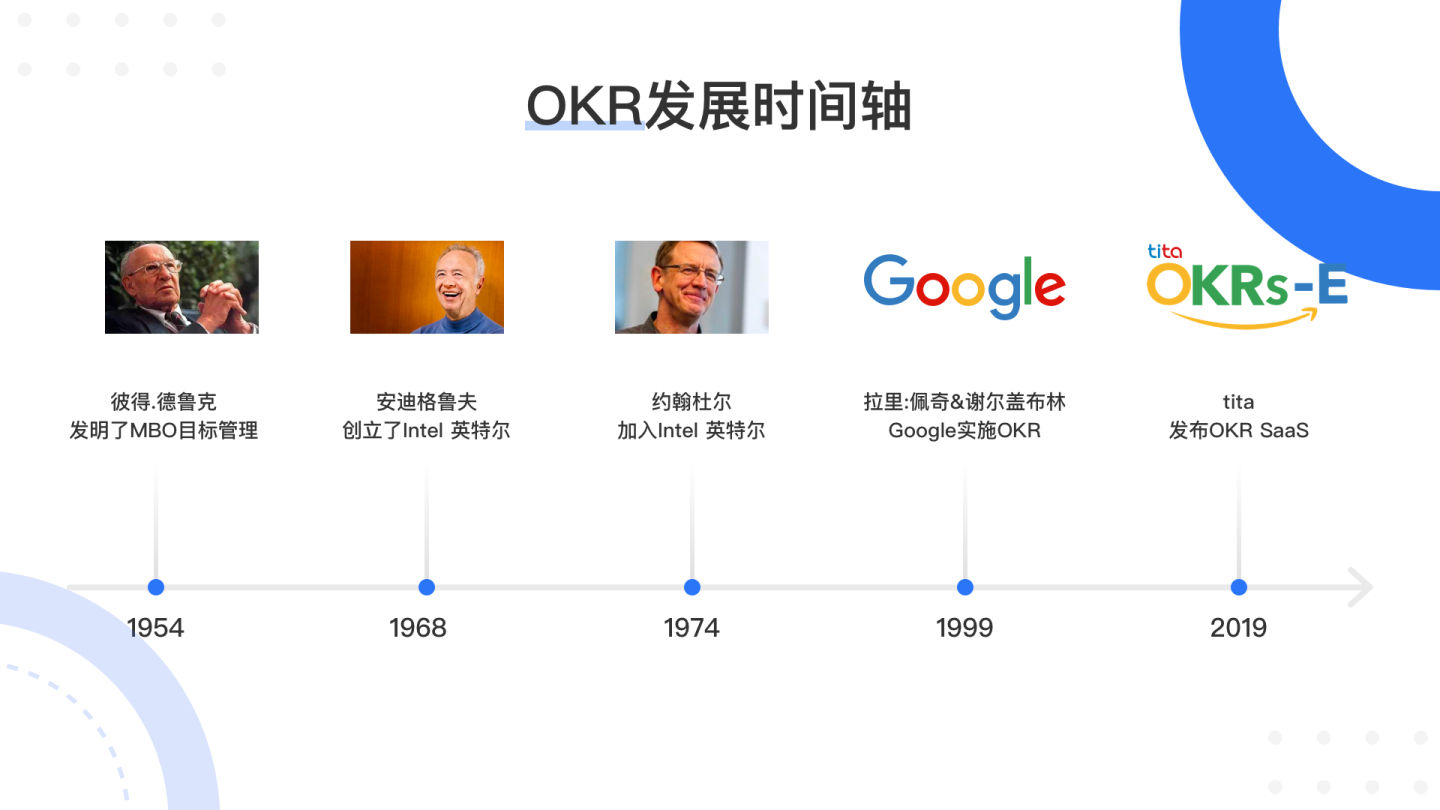 OKR发展时间轴
Google
tita
OKRs-E
彼得.德鲁克
发明了MBO目标管理
安迪格鲁夫
创立了Intel 英特尔
约翰杜尔
加入Intel 英特尔
拉里:佩奇&谢尔盖布林
Google实施OKR
tita
发布OKR SaaS
1954
1968
1974
1999
2019